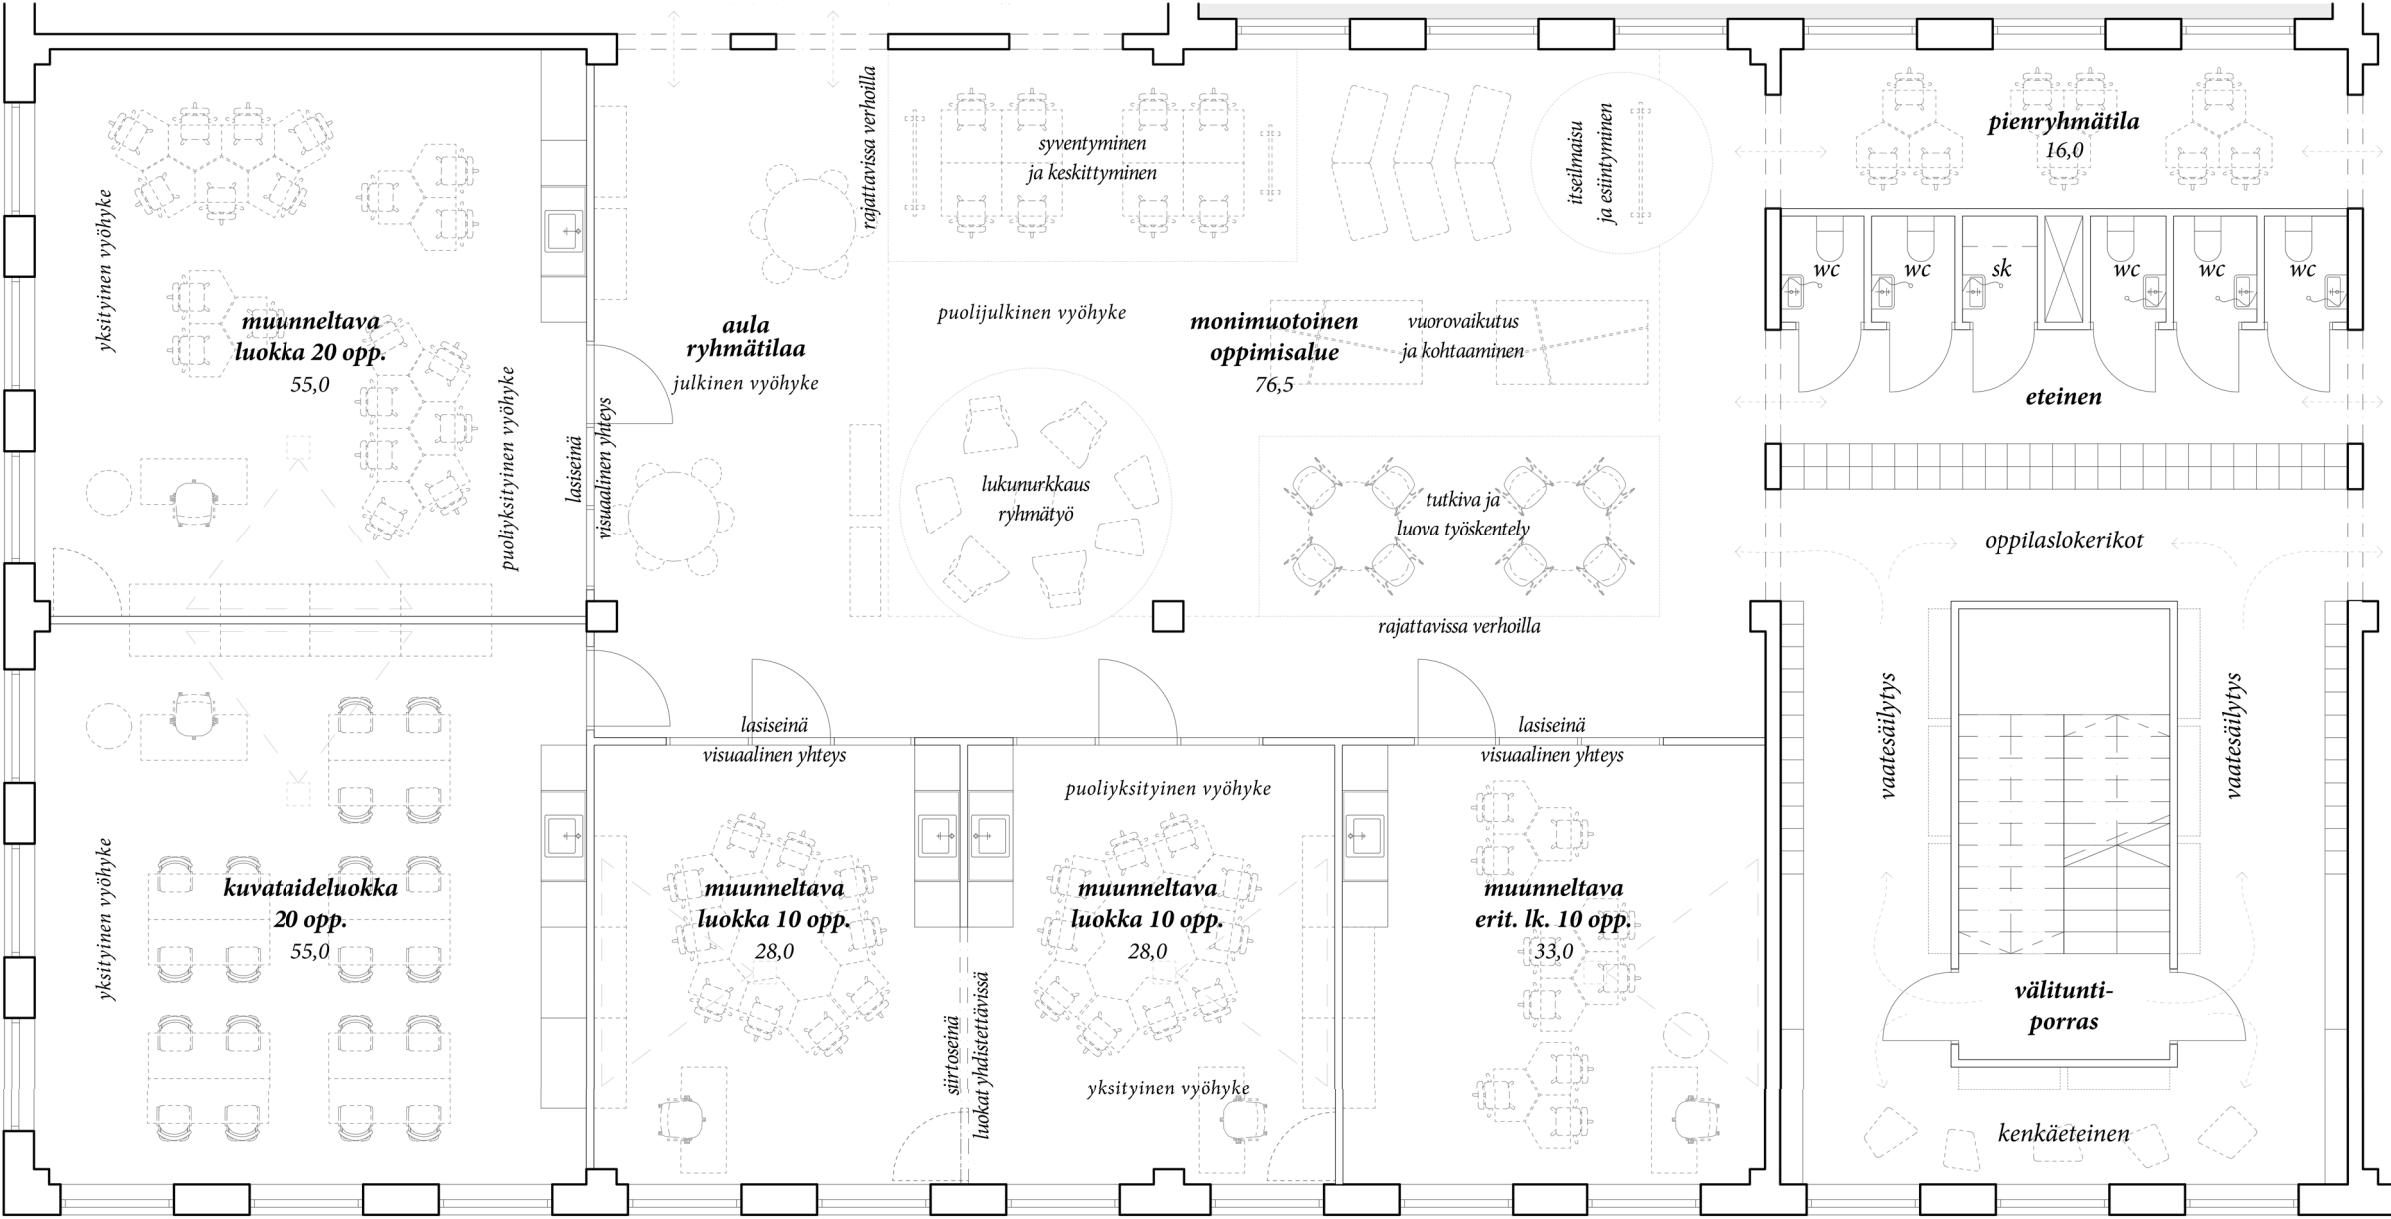 yksityinen vyöhyke
muunneltava
luokka 20 opp.
55,0
puoliyksityinen vyöhyke
lasiseinä
visuaalinen yhteys
aula
ryhmätilaa
julkinen vyöhyke
rajattavissa verhoilla
syventyminen
ja keskittyminen
itseilmaisu
ja esiintyminen
puolijulkinen vyöhyke
monimuotoinen
oppimisalue
76,5
vuorovaikutus
ja kohtaaminen
lukunurkkaus
ryhmätyö
tutkiva ja
luova työskentely
rajattavissa verhoilla
pienryhmätila
16,0
wc
wc
sk
wc
wc
wc
eteinen
oppilaslokerikot
vaatesäilytys
vaatesäilytys
välitunti-
porras
kenkäeteinen
yksityinen vyöhyke
kuvataideluokka
20 opp.
55,0
lasiseinä
visuaalinen yhteys
muunneltava
luokka 10 opp.
28,0
siirtoseinä
luokat yhdistettävissä
puoliyksityinen vyöhyke
muunneltava
luokka 10 opp.
28,0
yksityinen vyöhyke
lasiseinä
visuaalinen yhteys
muunneltava
erit. lk. 10 opp.
33,0